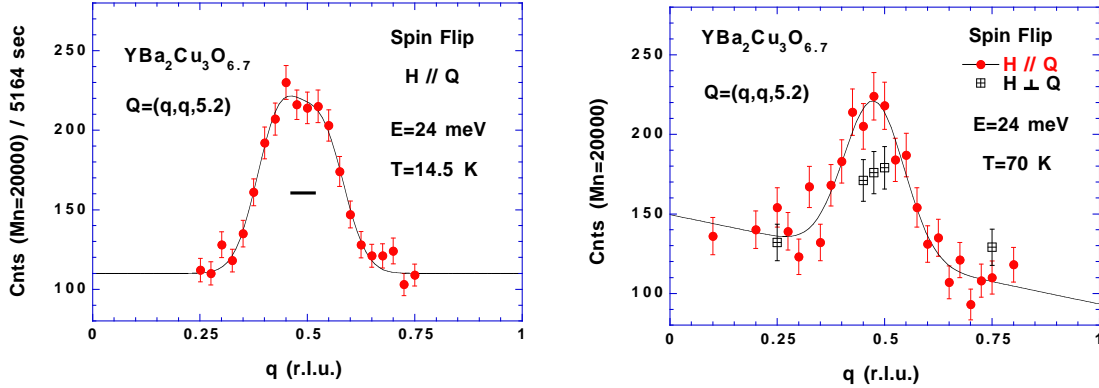 Cnts (Mn=20000) / 5164 sec
250
200
150
100
YBa2Cu3O6.7
Q=(q,q,5.2)
Spin Flip
H // Q
E=24 meV
T=14.5 K
0
0.25
0.5
0.75
1
q (r.l.u.)
Cnts (Mn=20000)
250
200
150
100
YBa2Cu3O6.7
Q=(q,q,5.2)
Spin Flip
H // Q
H ⊥ Q
E=24 meV
T=70 K
0
0.25
0.5
0.75
1
q (r.l.u.)